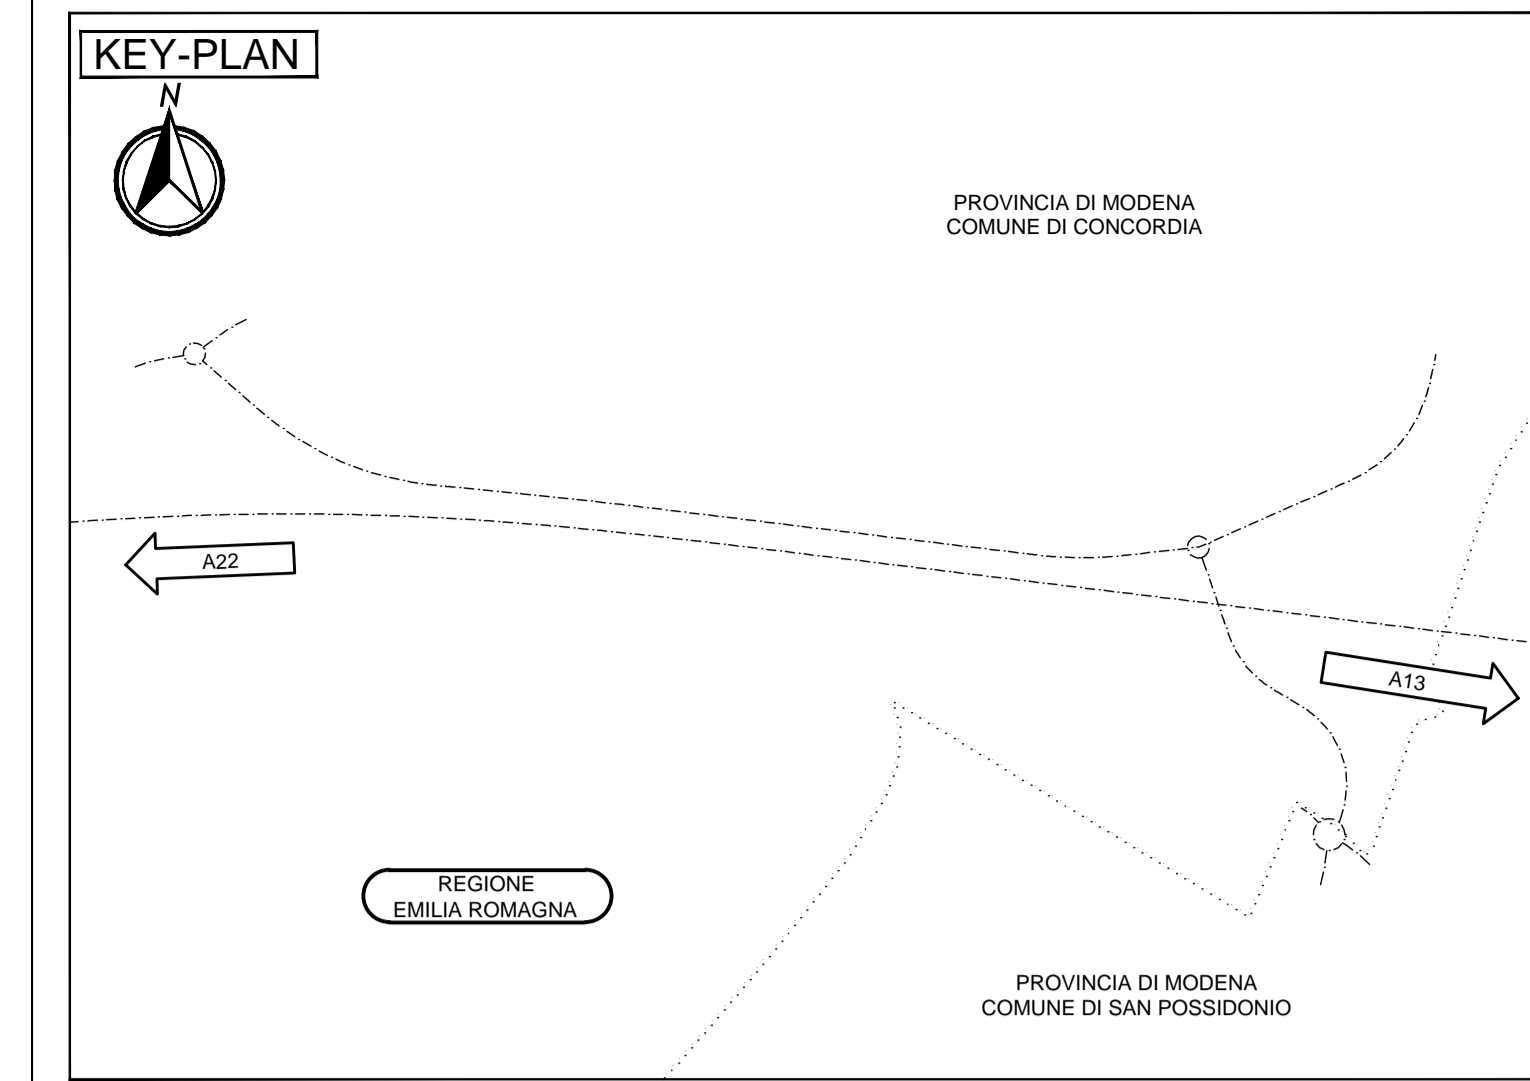 KEY-PLAN
N
PROVINCIA DI MODENA
COMUNE DI CONCORDIA
A22
A13
REGIONE
EMILIA ROMAGNA
PROVINCIA DI MODENA
COMUNE DI SAN POSSIDONIO